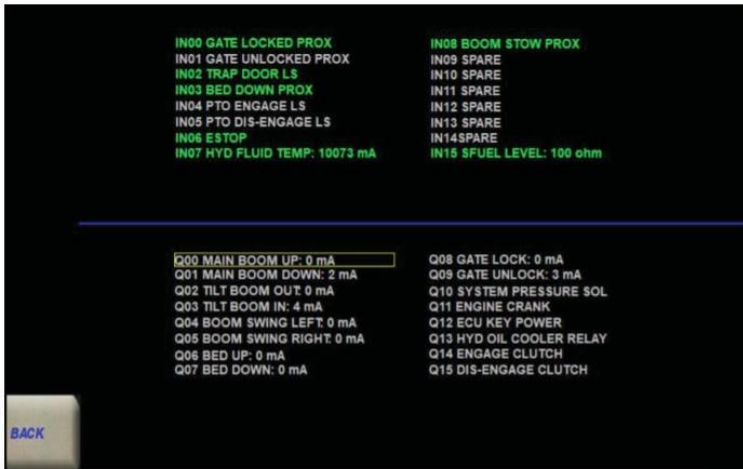 IN00 GATE LOCKED PROX
IN01 GATE UNLOCKED PROX
IN02 TRAP DOOR LS
IN03 BED DOWN PROX
IN04 PTO ENGAGE LS
IN05 PTO DIS-ENGAGE LS
IN06 ESTOP
IN07 HYD FLUID TEMP: 10073 mA
IN08 BOOM STOW PROX
IN09 SPARE
IN10 SPARE
IN11 SPARE
IN12 SPARE
IN13 SPARE
IN14SPARE
IN15 SFUEL LEVEL: 100 ohm
Q00 MAIN BOOM UP: 0 mA
Q01 MAIN BOOM DOWN: 2 mA
Q02 TILT BOOM OUT: 0 mA
Q03 TILT BOOM IN: 4 mA
Q04 BOOM SWING LEFT: 0 mA
Q05 BOOM SWING RIGHT: 0 mA
Q06 BED UP: 0 mA
Q07 BED DOWN: 0 mA
Q08 GATE LOCK: 0 mA
Q09 GATE UNLOCK: 3 mA
Q10 SYSTEM PRESSURE SOL
Q11 ENGINE CRANK
Q12 ECU KEY POWER
Q13 HYD OIL COOLER RELAY
Q14 ENGAGE CLUTCH
Q15 DIS-ENGAGE CLUTCH
BACK